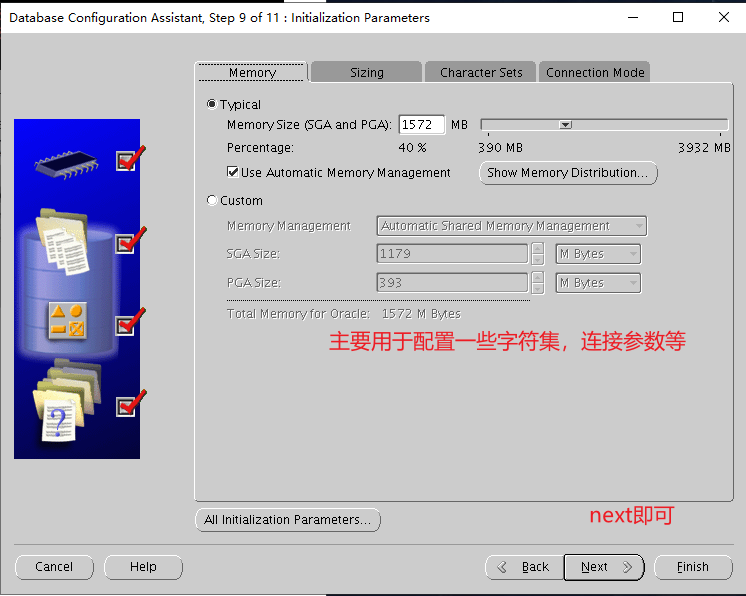 Database Configuration Assistant, Step 9 of 11 : Initialization Parameters
Memory Sizing Character Sets Connection Mode
Typical
Memory Size (SGA and PGA): 1572 MB
Percentage: 40 % 390 MB 3932 MB
Use Automatic Memory Management Show Memory Distribution...
Custom
Memory Management Automatic Shared Memory Management
SGA Size: 1179 M Bytes
PGA Size: 393 M Bytes
Total Memory for Oracle: 1572 M Bytes
主要用于配置一些字符集，连接参数等
All Initialization Parameters...
next即可
Cancel Help Back Next Finish